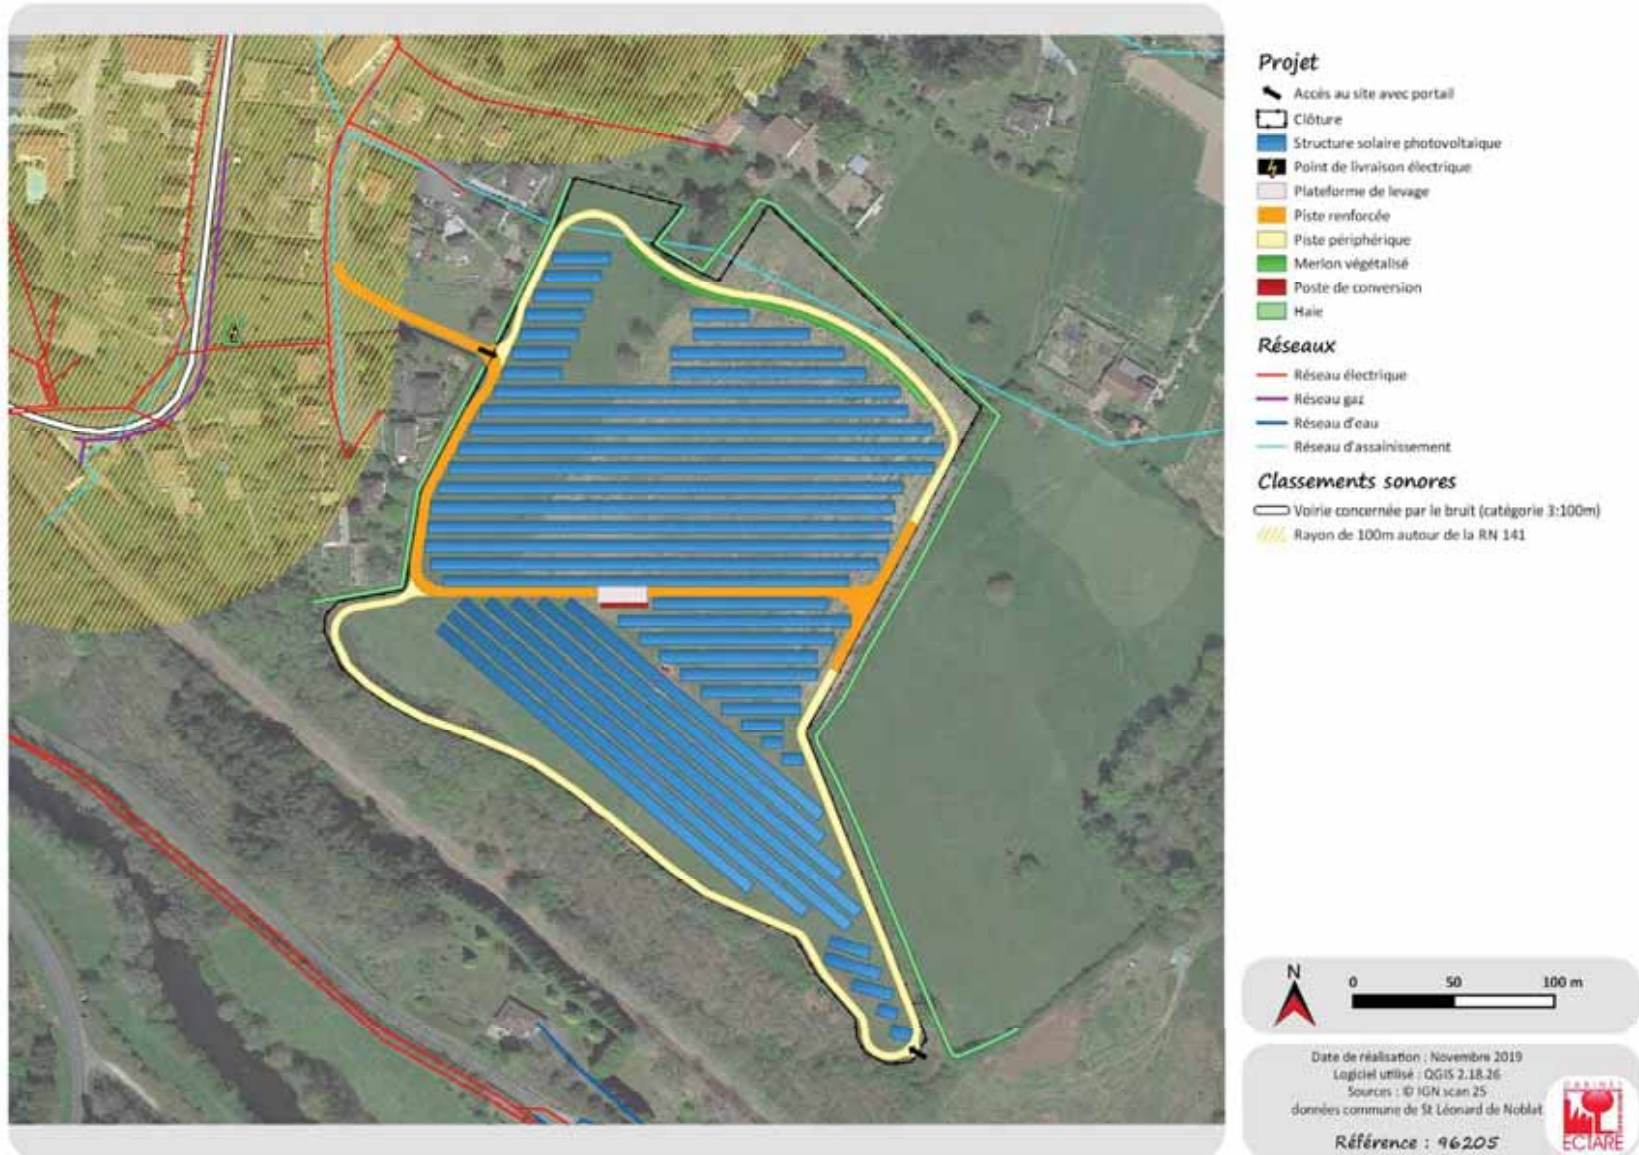 Projet
Accès au site avec portail
Clôture
Structure solaire photovoltaïque
Point de livraison électrique
Plateforme de levage
Piste renforcée
Piste périphérique
Merlon végétalisé
Poste de conversion
Haie
Réseaux
Réseau électrique
Réseau gaz
Réseau d'eau
Réseau d'assainissement
Classements sonores
Voirie concernée par le bruit (catégorie 3:100m)
Rayon de 100m autour de la RN 141
N
0 50 100 m
Date de réalisation : Novembre 2019
Logiciel utilisé : QGIS 2.18.26
Sources : © IGN scan 25
données commune de St Léonard de Noblat
Référence : 96205
CABINET
ECTARE